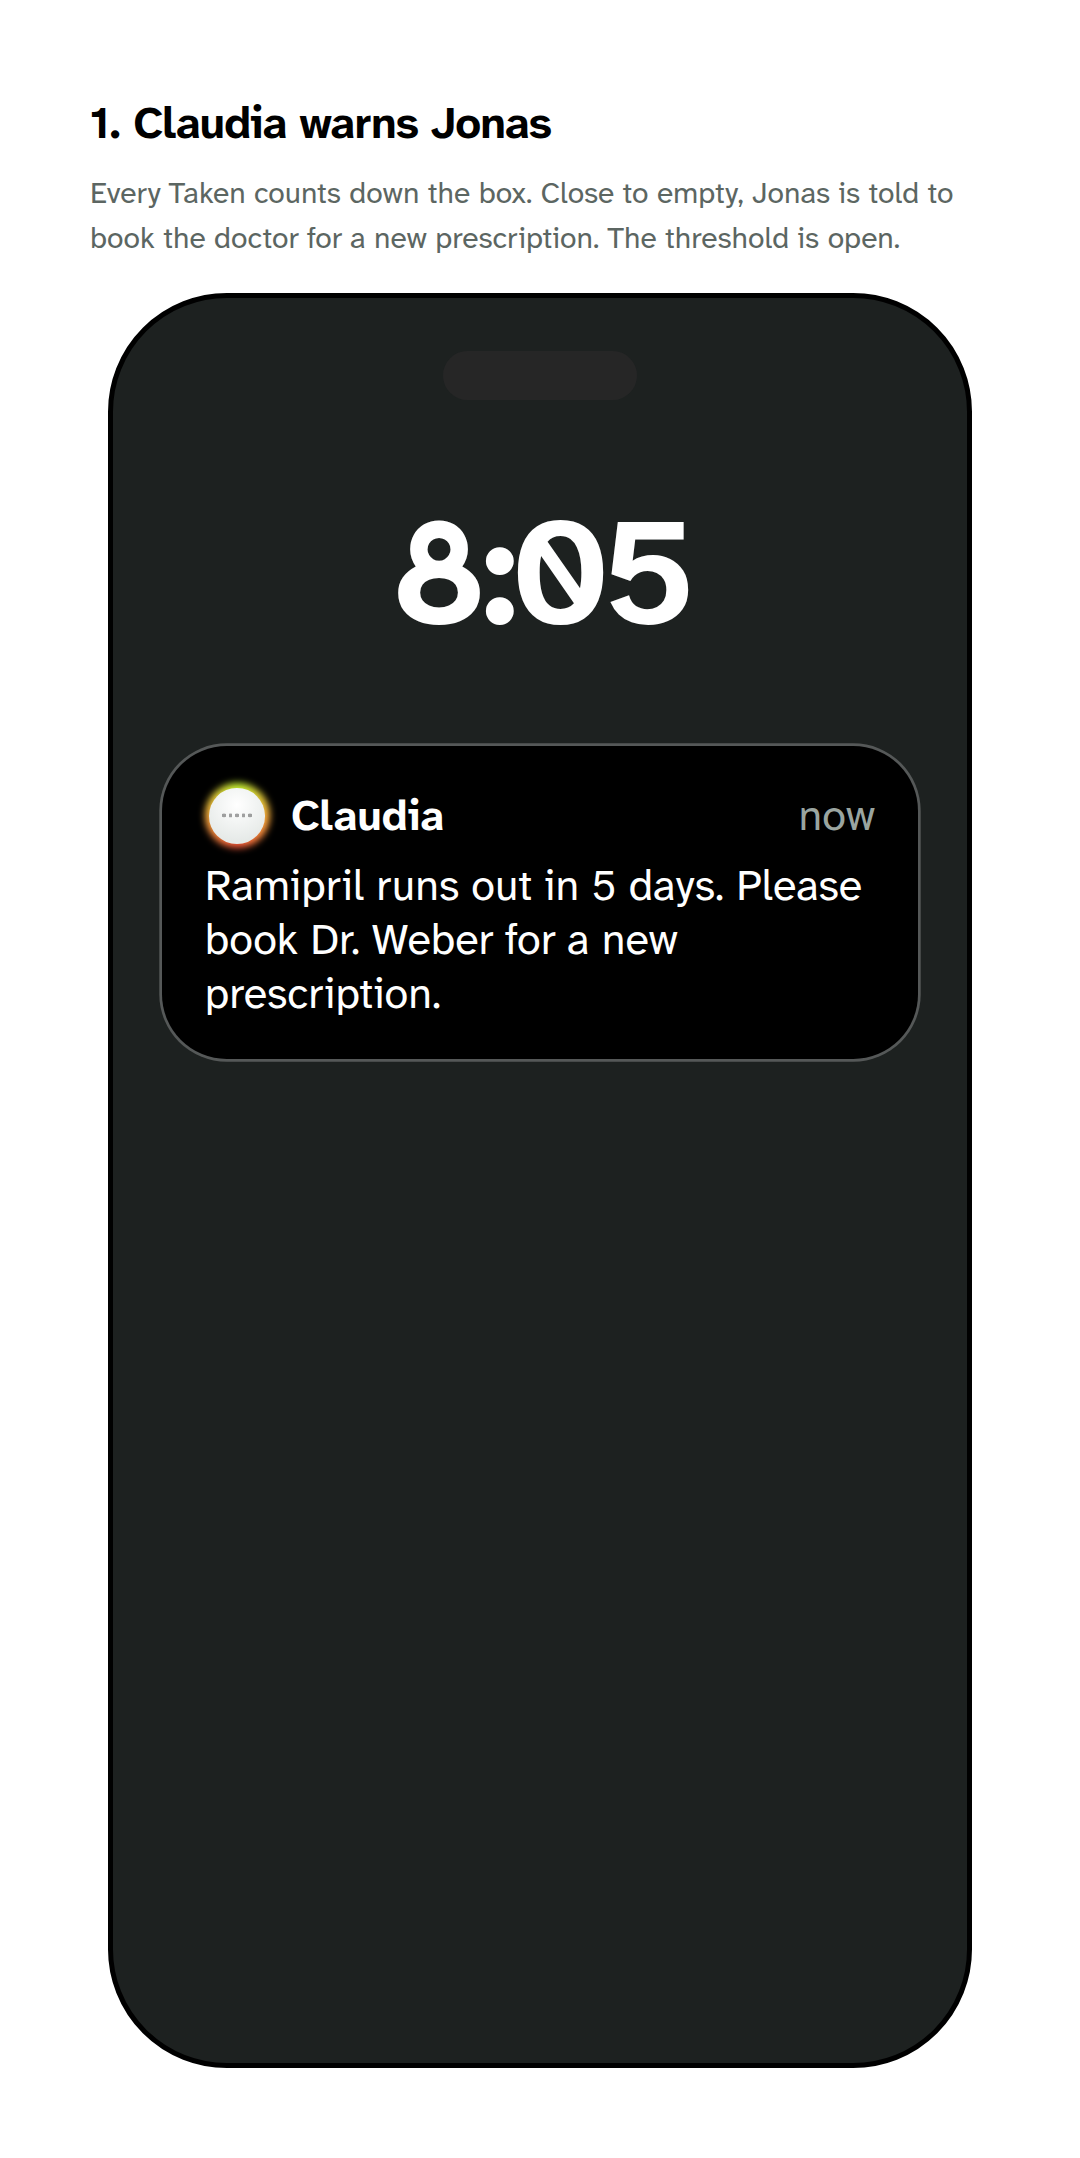 1. Claudia warns Jonas
Every Taken counts down the box. Close to empty, Jonas is told to
book the doctor for a new prescription. The threshold is open.
8:05
Claudia now
Ramipril runs out in 5 days. Please
book Dr. Weber for a new
prescription.